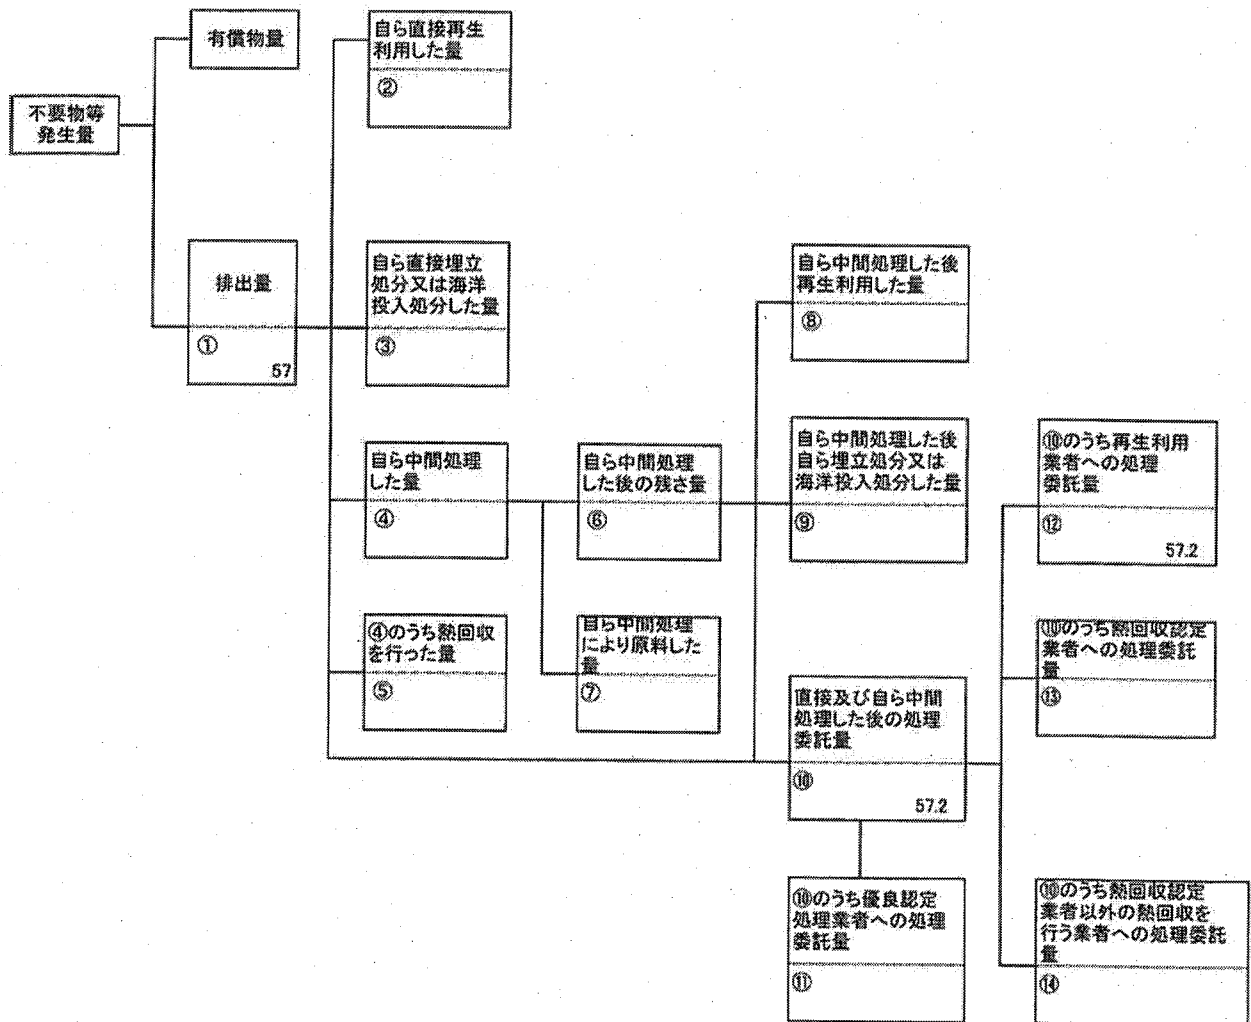 不要物等
発生量
有償物量
排出量
①
57
自ら直接再生
利用した量
②
自ら直接埋立
処分又は海洋
投入処分した量
③
自ら中間処理
した量
④
④のうち熱回収
を行った量
⑤
自ら中間処理
した後の残さ量
⑥
自ら中間処理
により原料した
量
⑦
自ら中間処理した後
再生利用した量
⑧
自ら中間処理した後
自ら埋立処分又は
海洋投入処分した量
⑨
直接及び自ら中間
処理した後の処理
委託量
⑩
57.2
⑩のうち優良認定
処理業者への処理
委託量
⑪
⑩のうち再生利用
業者への処理
委託量
⑫
57.2
⑩のうち熱回収認定
業者への処理委託
量
⑬
⑩のうち熱回収認定
業者以外の熱回収を
行う業者への処理委託
量
⑭